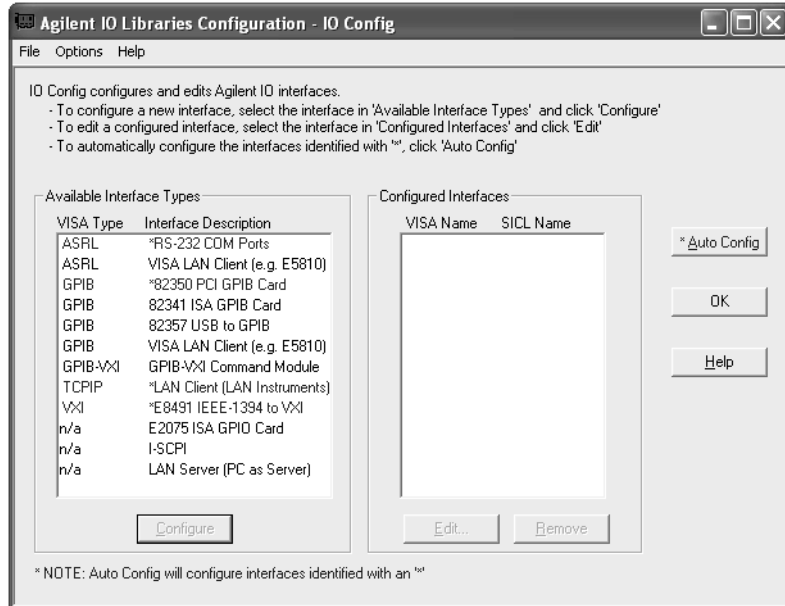 Agilent IO Libraries Configuration - IO Config
File Options Help
IO Config configures and edits Agilent IO interfaces.
- To configure a new interface, select the interface in 'Available Interface Types' and click 'Configure'
- To edit a configured interface, select the interface in 'Configured Interfaces' and click 'Edit'
- To automatically configure the interfaces identified with '*', click 'Auto Config'
Available Interface Types
VISA Type Interface Description
ASRL *RS-232 COM Ports
ASRL VISA LAN Client (e.g. E5810)
GPIB *82350 PCI GPIB Card
GPIB 82341 ISA GPIB Card
GPIB 82357 USB to GPIB
GPIB VISA LAN Client (e.g. E5810)
GPIB-VXI GPIB-VXI Command Module
TCPIP *LAN Client (LAN Instruments)
VXI *E8491 IEEE-1394 to VXI
n/a E2075 ISA GPIO Card
n/a I-SCPI
n/a LAN Server (PC as Server)
Configure
Configured Interfaces
VISA Name SICL Name
Edit... Remove
* Auto Config
OK
Help
* NOTE: Auto Config will configure interfaces identified with an '*'